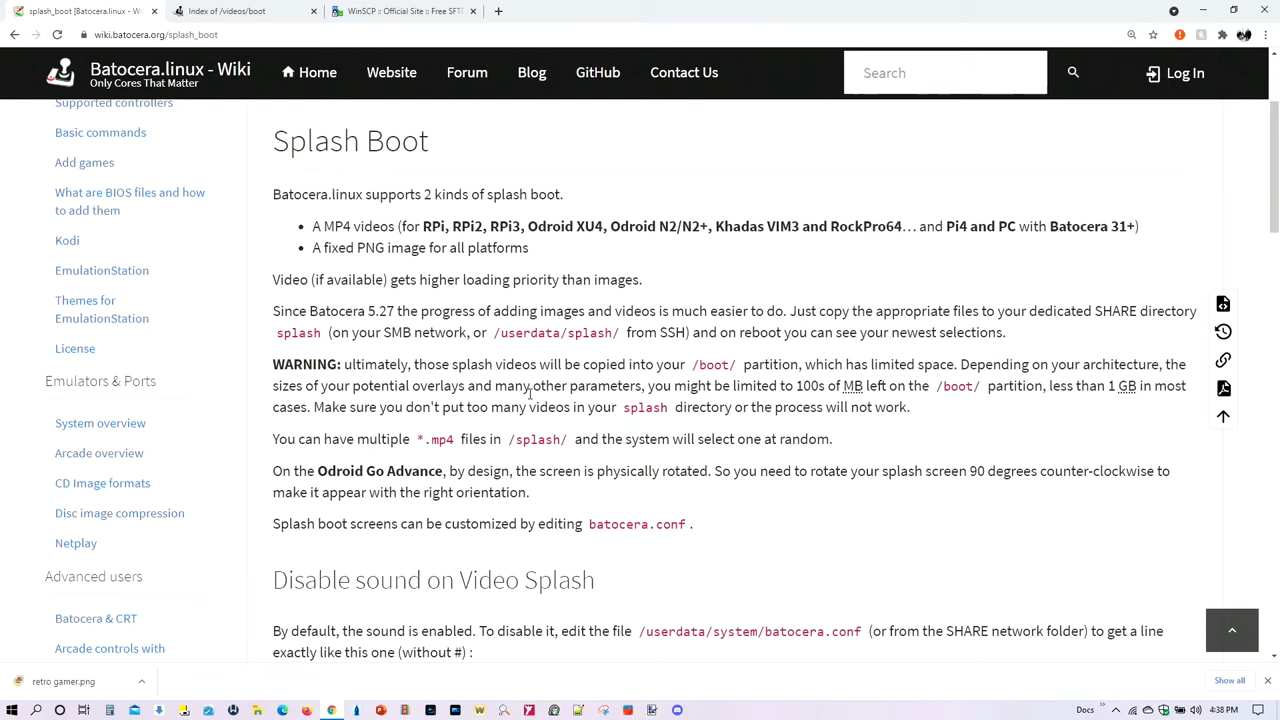 splash_boot [Batocera.linux - Wi
Index of /videos/boot
WinSCP :: Official Site :: Free SFT
wiki.batocera.org/splash_boot
Batocera.linux - Wiki
Only Cores That Matter
Home
Website
Forum
Blog
GitHub
Contact Us
Search
Log In
Supported controllers
Basic commands
Add games
What are BIOS files and how
to add them
Kodi
EmulationStation
Themes for
EmulationStation
License
Emulators & Ports
System overview
Arcade overview
CD Image formats
Disc image compression
Netplay
Advanced users
Batocera & CRT
Arcade controls with
Splash Boot
Batocera.linux supports 2 kinds of splash boot.
• A MP4 videos (for RPi, RPi2, RPi3, Odroid XU4, Odroid N2/N2+, Khadas VIM3 and RockPro64… and Pi4 and PC with Batocera 31+)
• A fixed PNG image for all platforms
Video (if available) gets higher loading priority than images.
Since Batocera 5.27 the progress of adding images and videos is much easier to do. Just copy the appropriate files to your dedicated SHARE directory
splash (on your SMB network, or /userdata/splash/ from SSH) and on reboot you can see your newest selections.
WARNING: ultimately, those splash videos will be copied into your /boot/ partition, which has limited space. Depending on your architecture, the
sizes of your potential overlays and many other parameters, you might be limited to 100s of MB left on the /boot/ partition, less than 1 GB in most
cases. Make sure you don't put too many videos in your splash directory or the process will not work.
You can have multiple *.mp4 files in /splash/ and the system will select one at random.
On the Odroid Go Advance, by design, the screen is physically rotated. So you need to rotate your splash screen 90 degrees counter-clockwise to
make it appear with the right orientation.
Splash boot screens can be customized by editing batocera.conf.
Disable sound on Video Splash
By default, the sound is enabled. To disable it, edit the file /userdata/system/batocera.conf (or from the SHARE network folder) to get a line
exactly like this one (without #) :
retro gamer.png
Show all
Docs
4:38 PM